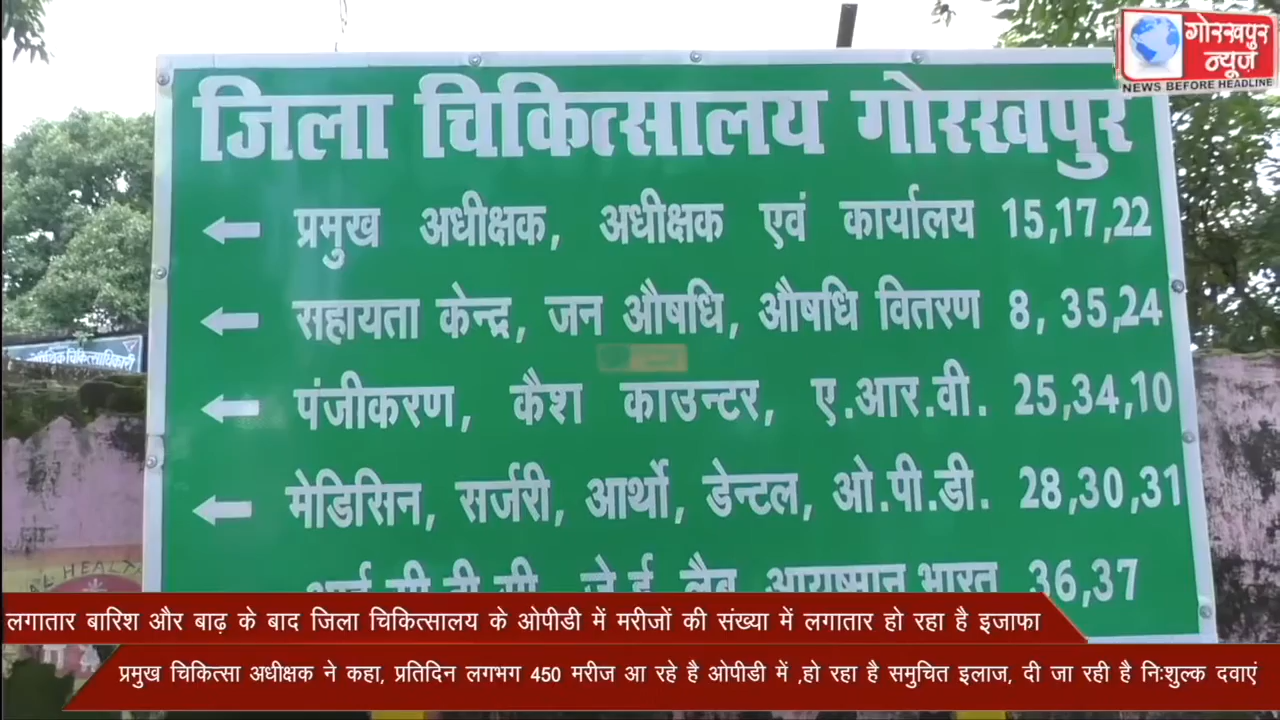 गोरखपुर
न्यूज़
NEWS BEFORE HEADLINE
जिला चिकित्सालय गोरखपुर
प्रमुख अधीक्षक, अधीक्षक एवं कार्यालय 15,17,22
सहायता केन्द्र, जन औषधि, औषधि वितरण 8, 35,24
पंजीकरण, कैश काउन्टर, ए.आर.वी. 25,34,10
मेडिसिन, सर्जरी, आर्थो, डेन्टल, ओ.पी.डी. 28,30,31
आई.सी.टी.सी. जे.ई. लैब, आयुष्मान भारत 36,37
लगातार बारिश और बाढ़ के बाद जिला चिकित्सालय के ओपीडी में मरीजों की संख्या में लगातार हो रहा है इजाफा
प्रमुख चिकित्सा अधीक्षक ने कहा, प्रतिदिन लगभग 450 मरीज आ रहे है ओपीडी में ,हो रहा है समुचित इलाज, दी जा रही है निःशुल्क दवाएं